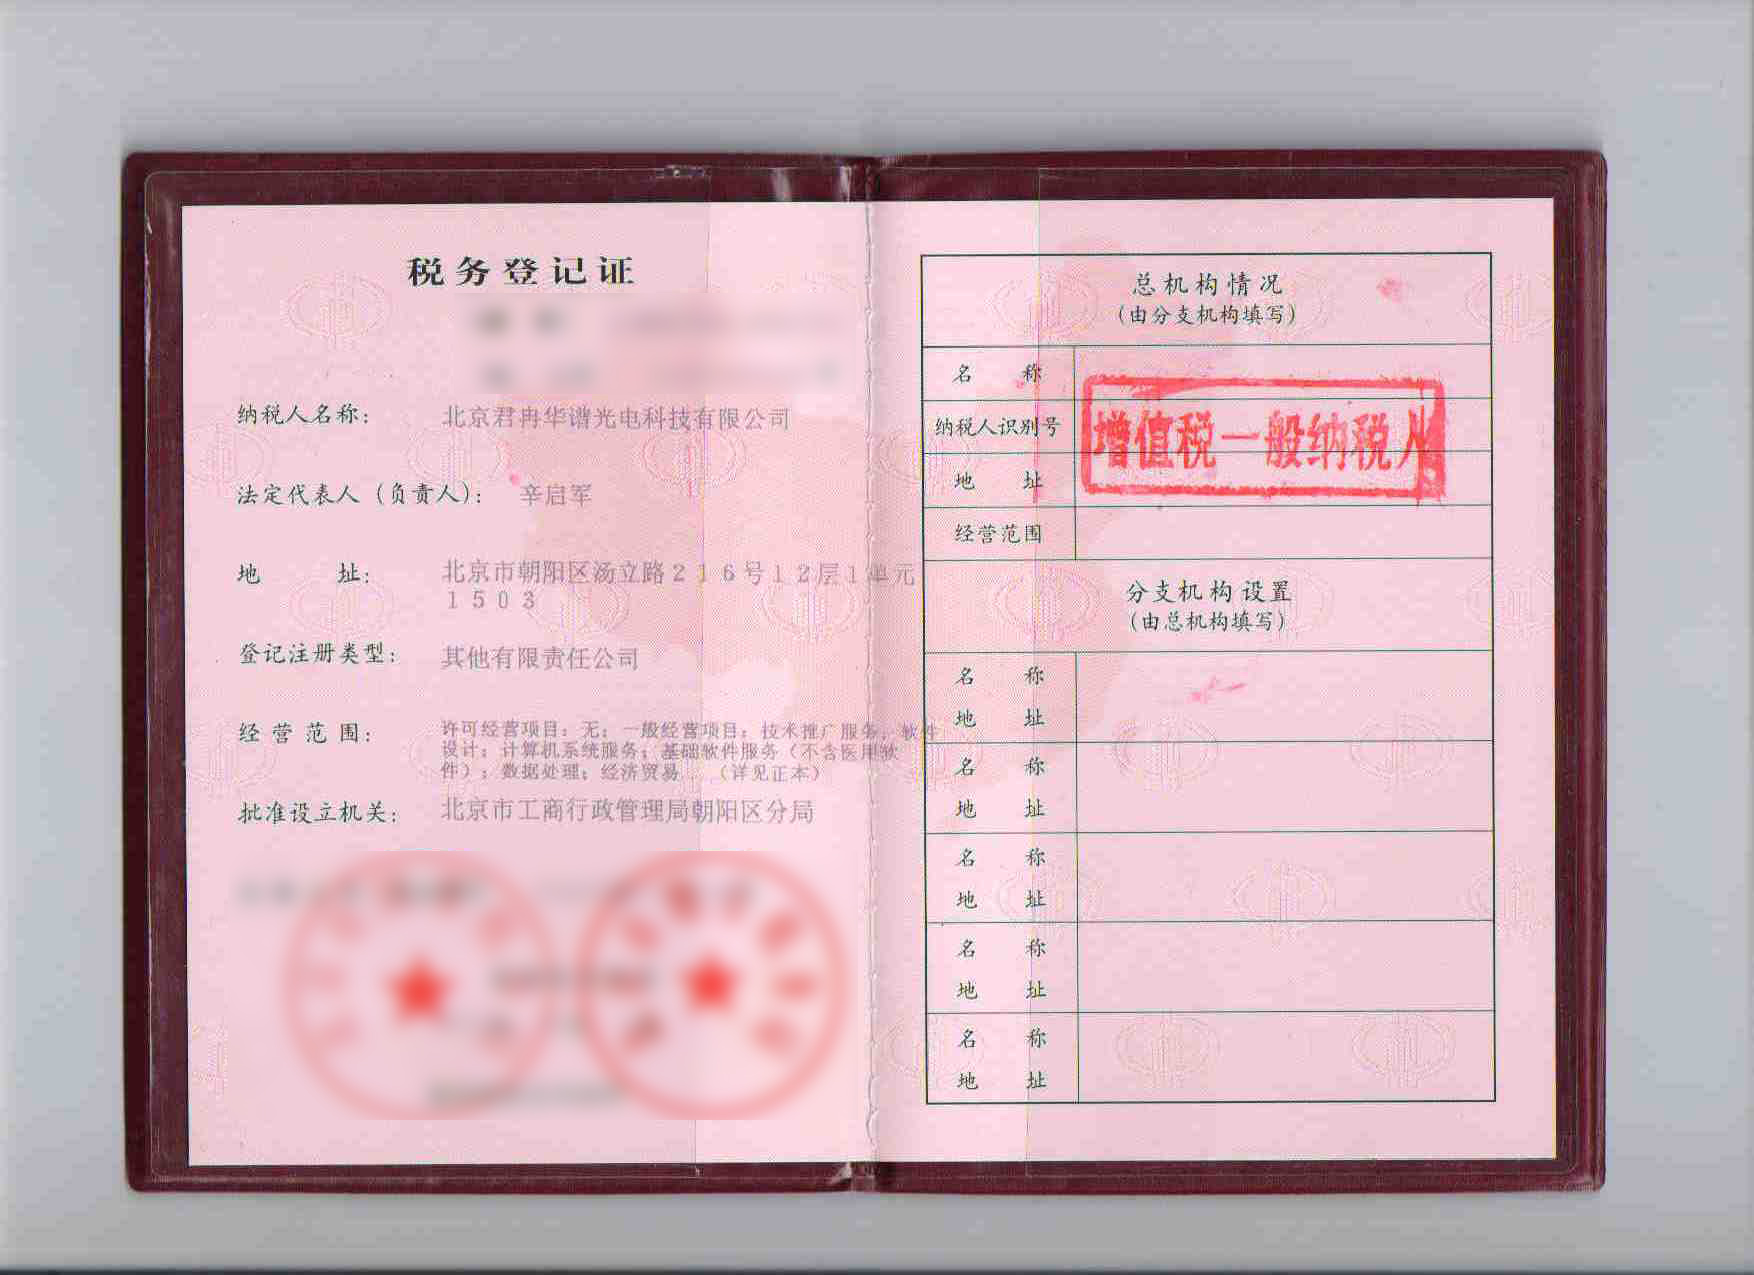 税务登记证
纳税人名称： 北京君冉华谱光电科技有限公司
法定代表人（负责人）： 辛启军
地 址： 北京市朝阳区汤立路216号12层1单元
1503
登记注册类型： 其他有限责任公司
经营范围： 许可经营项目：无；一般经营项目：技术推广服务，软件
设计；计算机系统服务；基础软件服务（不含医用软
件）；数据处理；经济贸易..（详见正本）
批准设立机关： 北京市工商行政管理局朝阳区分局
总机构情况
（由分支机构填写）
名 称
纳税人识别号
地 址
经营范围
增值税一般纳税人
分支机构设置
（由总机构填写）
名 称
地 址
名 称
地 址
名 称
地 址
名 称
地 址
名 称
地 址